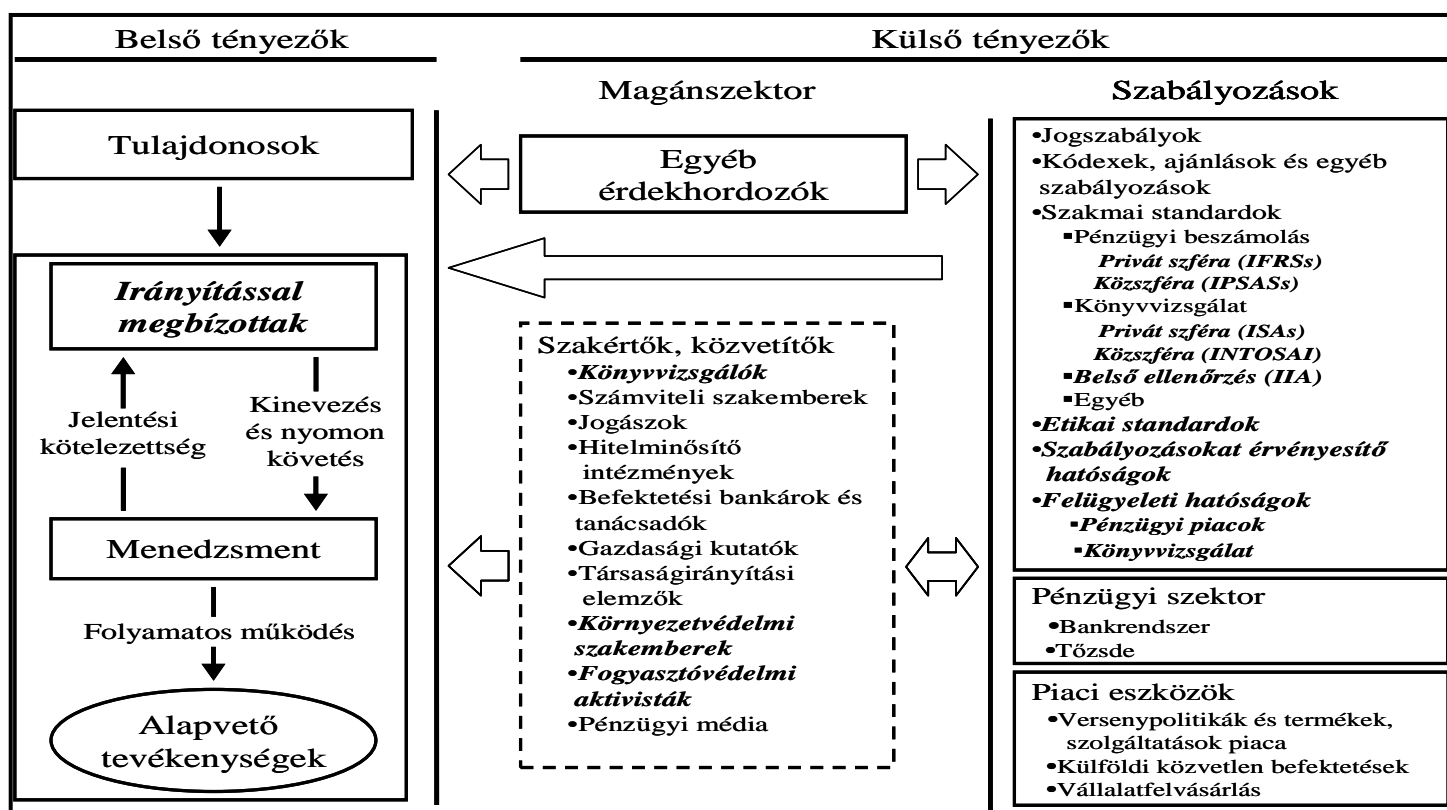 Belső tényezők
Külső tényezők
Tulajdonosok
Irányítással
megbízottak
Jelentési
kötelezettség
Kinevezés
és nyomon
követés
Menedzsment
Folyamatos működés
Alapvető
tevékenységek
Magánszektor
Egyéb
érdekhordozók
Szakértők, közvetítők
•Könyvvizsgálók
•Számviteli szakemberek
•Jogászok
•Hitelminősítő
intézmények
•Befektetési bankárok és
tanácsadók
•Gazdasági kutatók
•Társaságirányítási
elemzők
•Környezetvédelmi
szakemberek
•Fogyasztóvédelmi
aktivisták
•Pénzügyi média
Szabályozások
•Jogszabályok
•Kódexek, ajánlások és egyéb
szabályozások
•Szakmai standardok
▪Pénzügyi beszámolás
Privát szféra (IFRSs)
Közszféra (IPSASs)
▪Könyvvizsgálat
Privát szféra (ISAs)
Közszféra (INTOSAI)
▪Belső ellenőrzés (IIA)
▪Egyéb
•Etikai standardok
•Szabályozásokat érvényesítő
hatóságok
•Felügyeleti hatóságok
▪Pénzügyi piacok
▪Könyvvizsgálat
Pénzügyi szektor
•Bankrendszer
•Tőzsde
Piaci eszközök
•Versenypolitikák és termékek,
szolgáltatások piaca
•Külföldi közvetlen befektetések
•Vállalatfelvásárlás